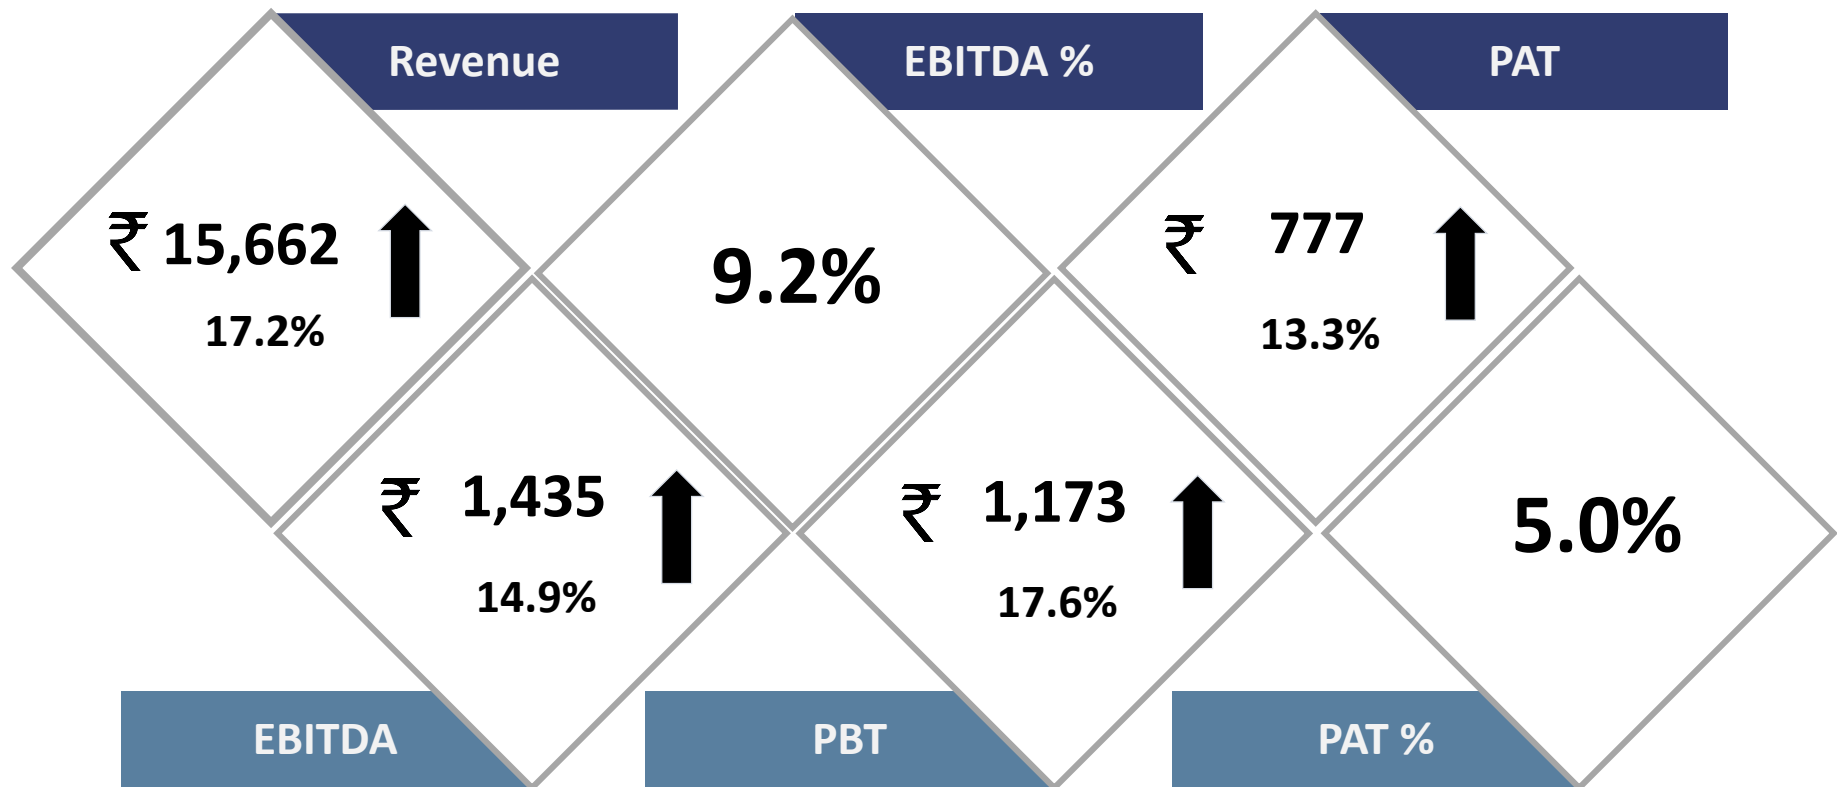 Revenue
EBITDA %
PAT
₹ 15,662
17.2%
9.2%
₹ 777
13.3%
₹ 1,435
14.9%
₹ 1,173
17.6%
5.0%
EBITDA
PBT
PAT %